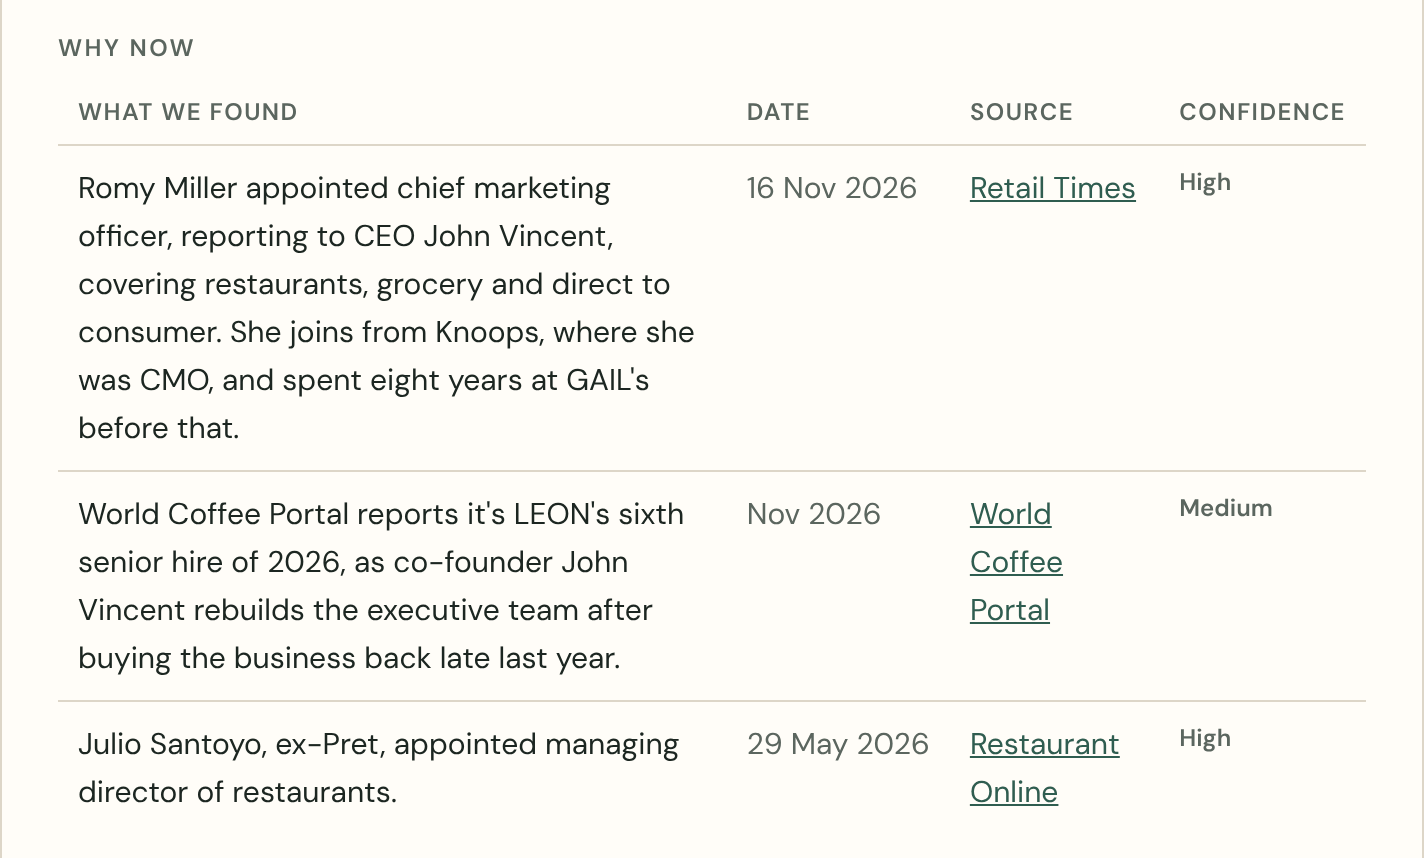 WHY NOW
WHAT WE FOUND DATE SOURCE CONFIDENCE
Romy Miller appointed chief marketing 16 Nov 2026 Retail Times High
officer, reporting to CEO John Vincent,
covering restaurants, grocery and direct to
consumer. She joins from Knoops, where she
was CMO, and spent eight years at GAIL's
before that.
World Coffee Portal reports it's LEON's sixth Nov 2026 World Medium
senior hire of 2026, as co-founder John Coffee
Vincent rebuilds the executive team after Portal
buying the business back late last year.
Julio Santoyo, ex-Pret, appointed managing 29 May 2026 Restaurant High
director of restaurants. Online